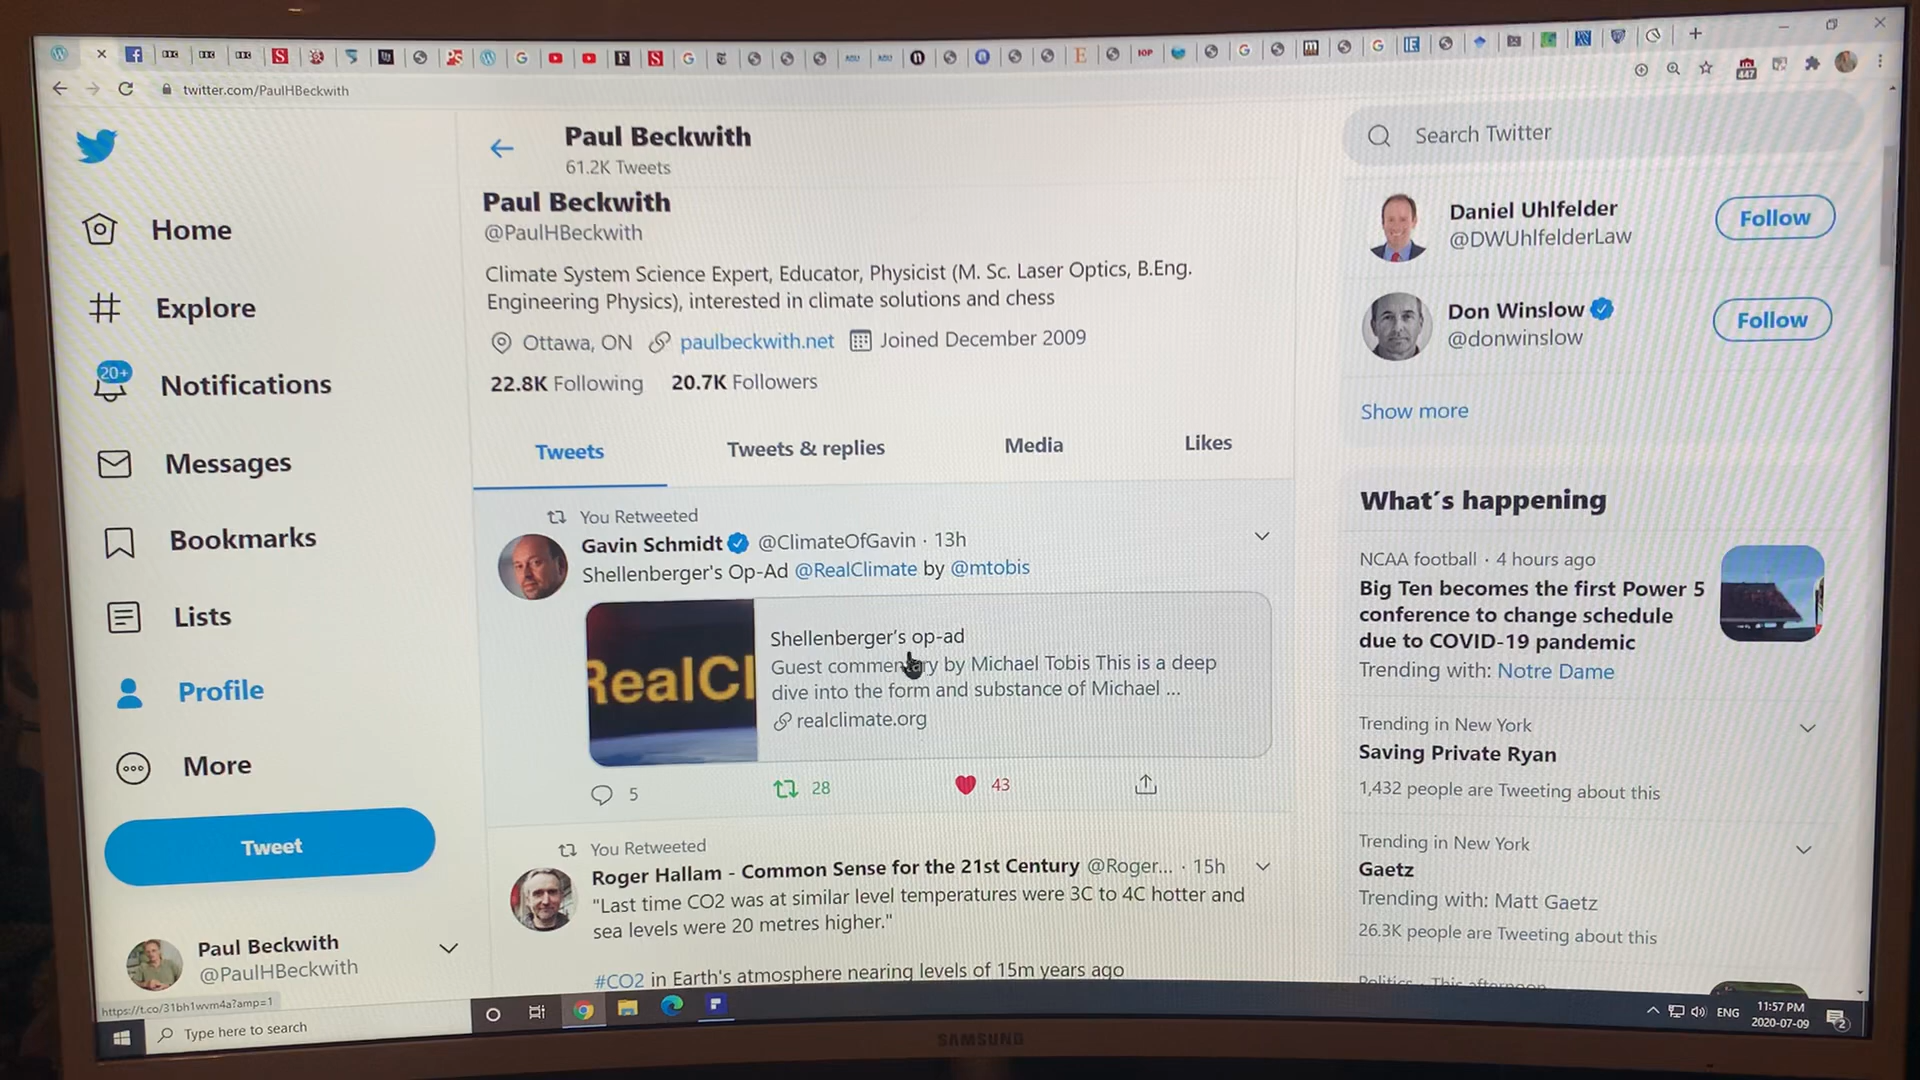 twitter.com/PaulHBeckwith
447
Paul Beckwith
61.2K Tweets
Paul Beckwith
@PaulHBeckwith
Climate System Science Expert, Educator, Physicist (M. Sc. Laser Optics, B.Eng.
Engineering Physics), interested in climate solutions and chess
Ottawa, ON paulbeckwith.net Joined December 2009
22.8K Following 20.7K Followers
Tweets Tweets & replies Media Likes
Home
Explore
20+
Notifications
Messages
Bookmarks
Lists
Profile
More
Tweet
Paul Beckwith
@PaulHBeckwith
You Retweeted
Gavin Schmidt @ClimateOfGavin · 13h
Shellenberger's Op-Ad @RealClimate by @mtobis
RealCl
Shellenberger's op-ad
Guest commentary by Michael Tobis This is a deep
dive into the form and substance of Michael ...
realclimate.org
5 28 43
You Retweeted
Roger Hallam - Common Sense for the 21st Century @Roger... · 15h
"Last time CO2 was at similar level temperatures were 3C to 4C hotter and
sea levels were 20 metres higher."
#CO2 in Earth's atmosphere nearing levels of 15m years ago
Search Twitter
Daniel Uhlfelder
@DWUhlfelderLaw
Follow
Don Winslow
@donwinslow
Follow
Show more
What's happening
NCAA football · 4 hours ago
Big Ten becomes the first Power 5
conference to change schedule
due to COVID-19 pandemic
Trending with: Notre Dame
Trending in New York
Saving Private Ryan
1,432 people are Tweeting about this
Trending in New York
Gaetz
Trending with: Matt Gaetz
26.3K people are Tweeting about this
Politics · This afternoon
https://t.co/31bh1wvm4a?amp=1
Type here to search
ENG
11:57 PM
2020-07-09
2
SAMSUNG